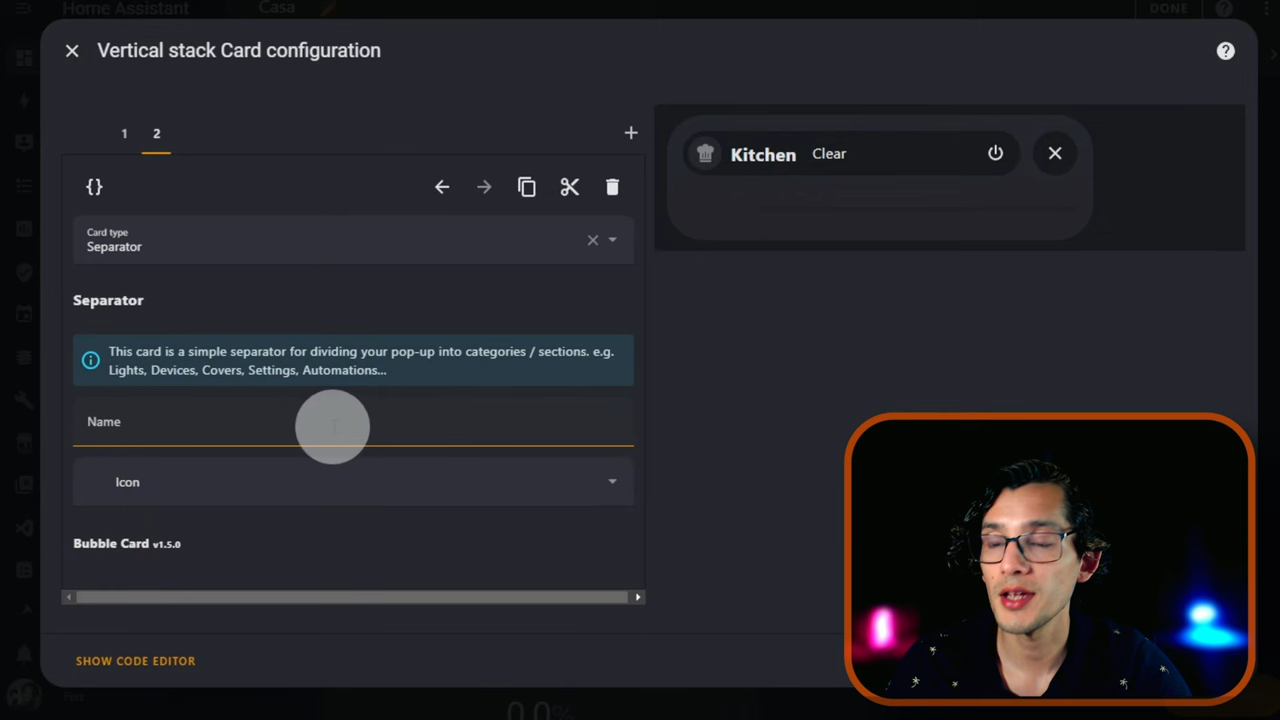 Home Assistant
Casa
DONE
Vertical stack Card configuration
1
2
Kitchen Clear
Card type
Separator
Separator
This card is a simple separator for dividing your pop-up into categories / sections. e.g.
Lights, Devices, Covers, Settings, Automations...
Name
Icon
Bubble Card v1.5.0
SHOW CODE EDITOR
0.0%